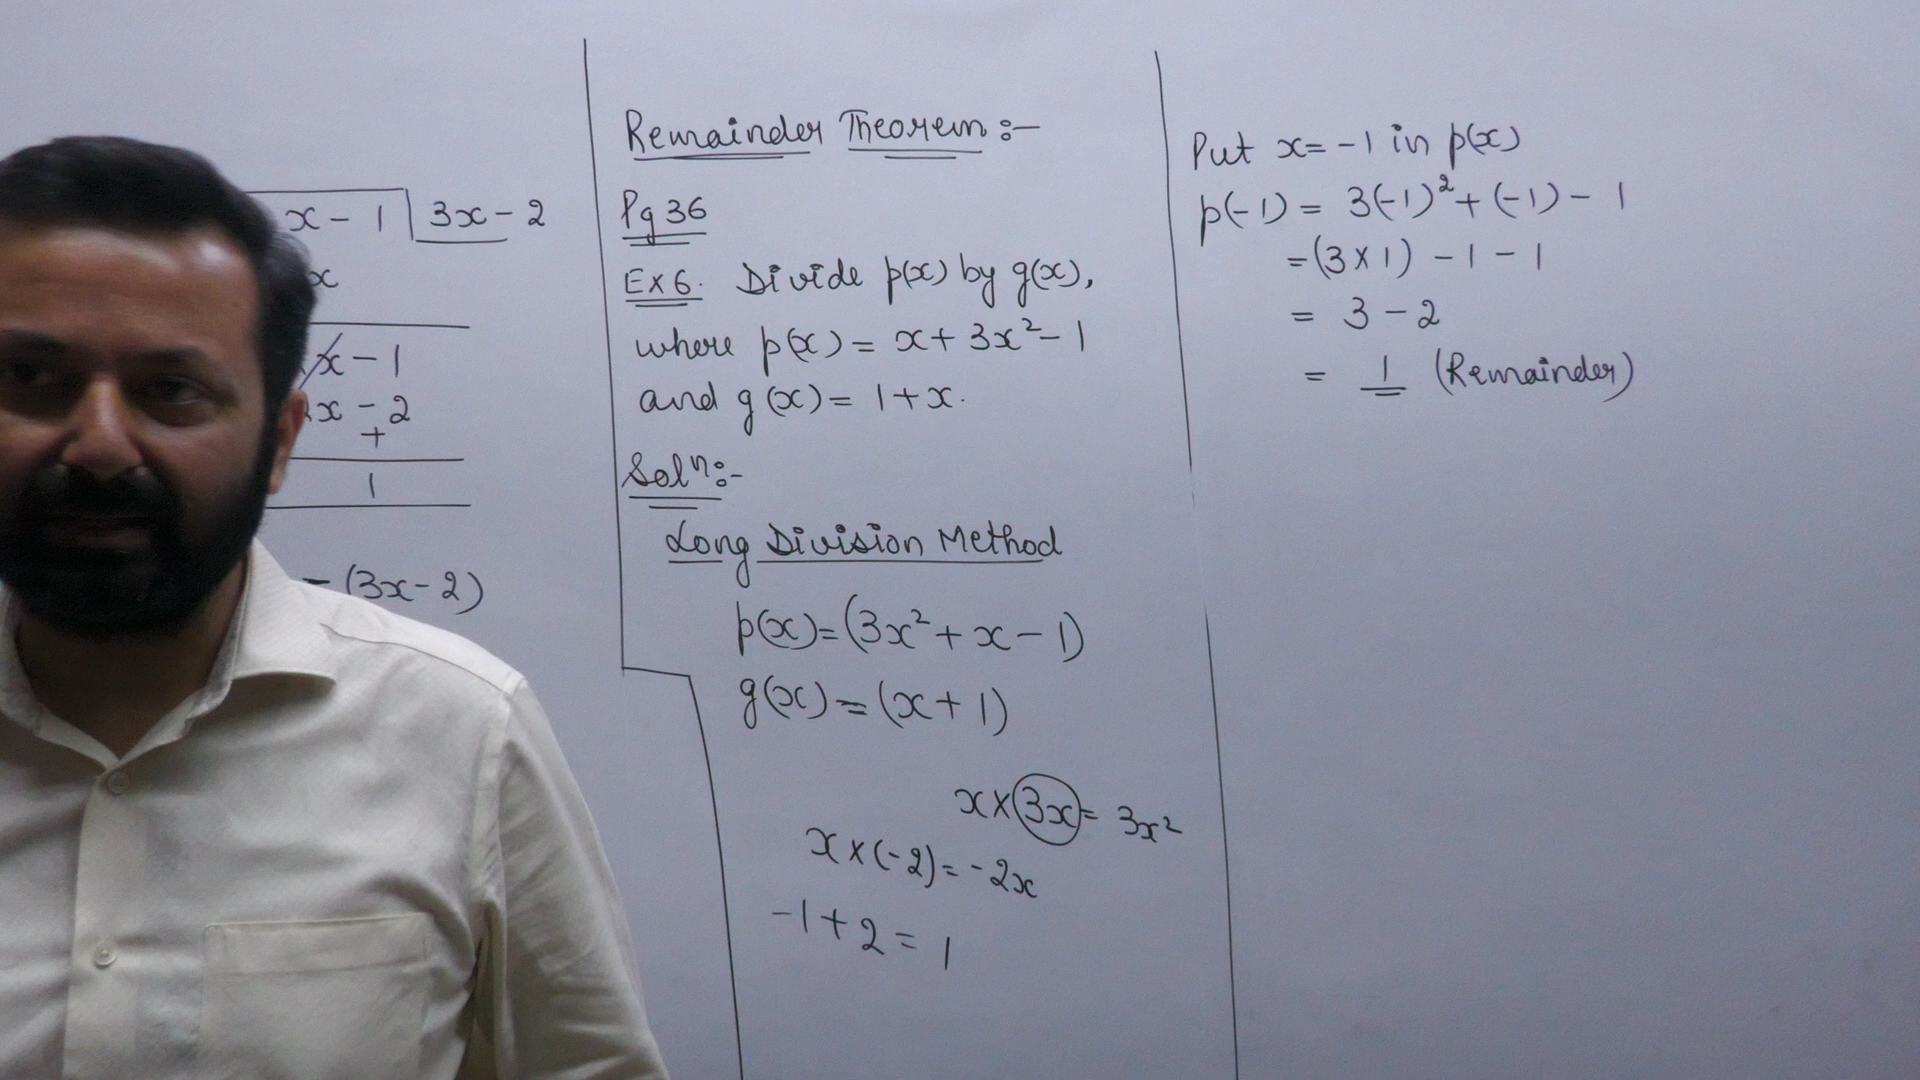 x - 1 3x - 2
x
x - 1
x - 2
+
1
- (3x - 2)
Remainder Theorem :-
Pg 36
Ex 6. Divide p(x) by g(x),
where p(x) = x + 3x² - 1
and g(x) = 1 + x.
Solⁿ:-
Long Division Method
p(x) = (3x² + x - 1)
g(x) = (x + 1)
x × 3x = 3x²
x × (-2) = -2x
-1 + 2 = 1
Put x = -1 in p(x)
p(-1) = 3(-1)² + (-1) - 1
= (3 × 1) - 1 - 1
= 3 - 2
= 1 (Remainder)